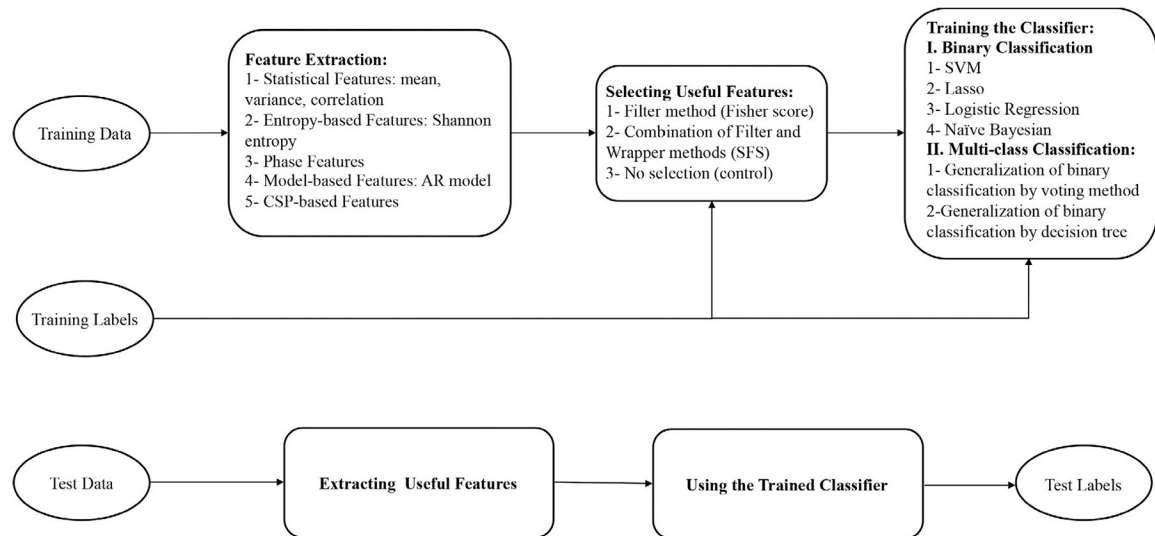 Training Data
Feature Extraction:
1- Statistical Features: mean,
variance, correlation
2- Entropy-based Features: Shannon
entropy
3- Phase Features
4- Model-based Features: AR model
5- CSP-based Features
Selecting Useful Features:
1- Filter method (Fisher score)
2- Combination of Filter and
Wrapper methods (SFS)
3- No selection (control)
Training the Classifier:
I. Binary Classification
1- SVM
2- Lasso
3- Logistic Regression
4- Naïve Bayesian
II. Multi-class Classification:
1- Generalization of binary
classification by voting method
2-Generalization of binary
classification by decision tree
Training Labels
Test Data
Extracting Useful Features
Using the Trained Classifier
Test Labels